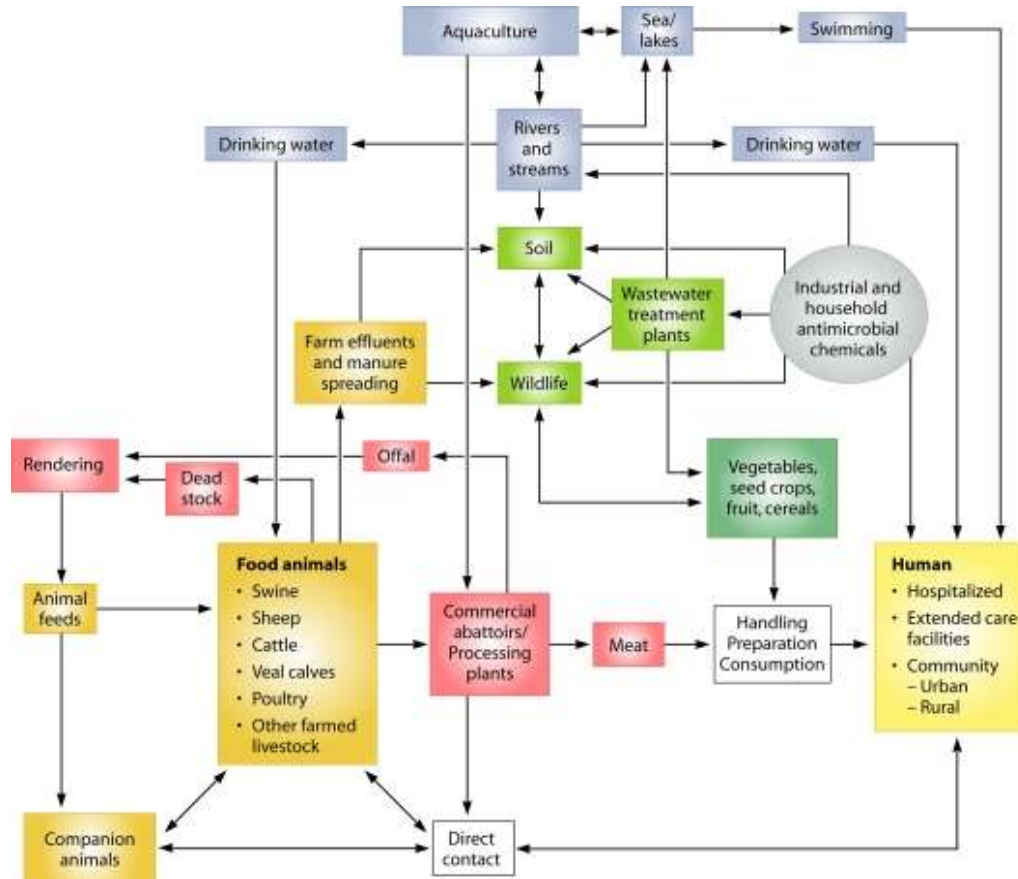 Aquaculture
Sea/
lakes
Swimming
Drinking water
Rivers
and
streams
Drinking water
Soil
Wastewater
treatment
plants
Industrial and
household
antimicrobial
chemicals
Farm effluents
and manure
spreading
Wildlife
Rendering
Offal
Dead
stock
Vegetables,
seed crops,
fruit, cereals
Animal
feeds
Food animals
• Swine
• Sheep
• Cattle
• Veal calves
• Poultry
• Other farmed
livestock
Commercial
abattoirs/
Processing
plants
Meat
Handling
Preparation
Consumption
Human
• Hospitalized
• Extended care
facilities
• Community
– Urban
– Rural
Companion
animals
Direct
contact